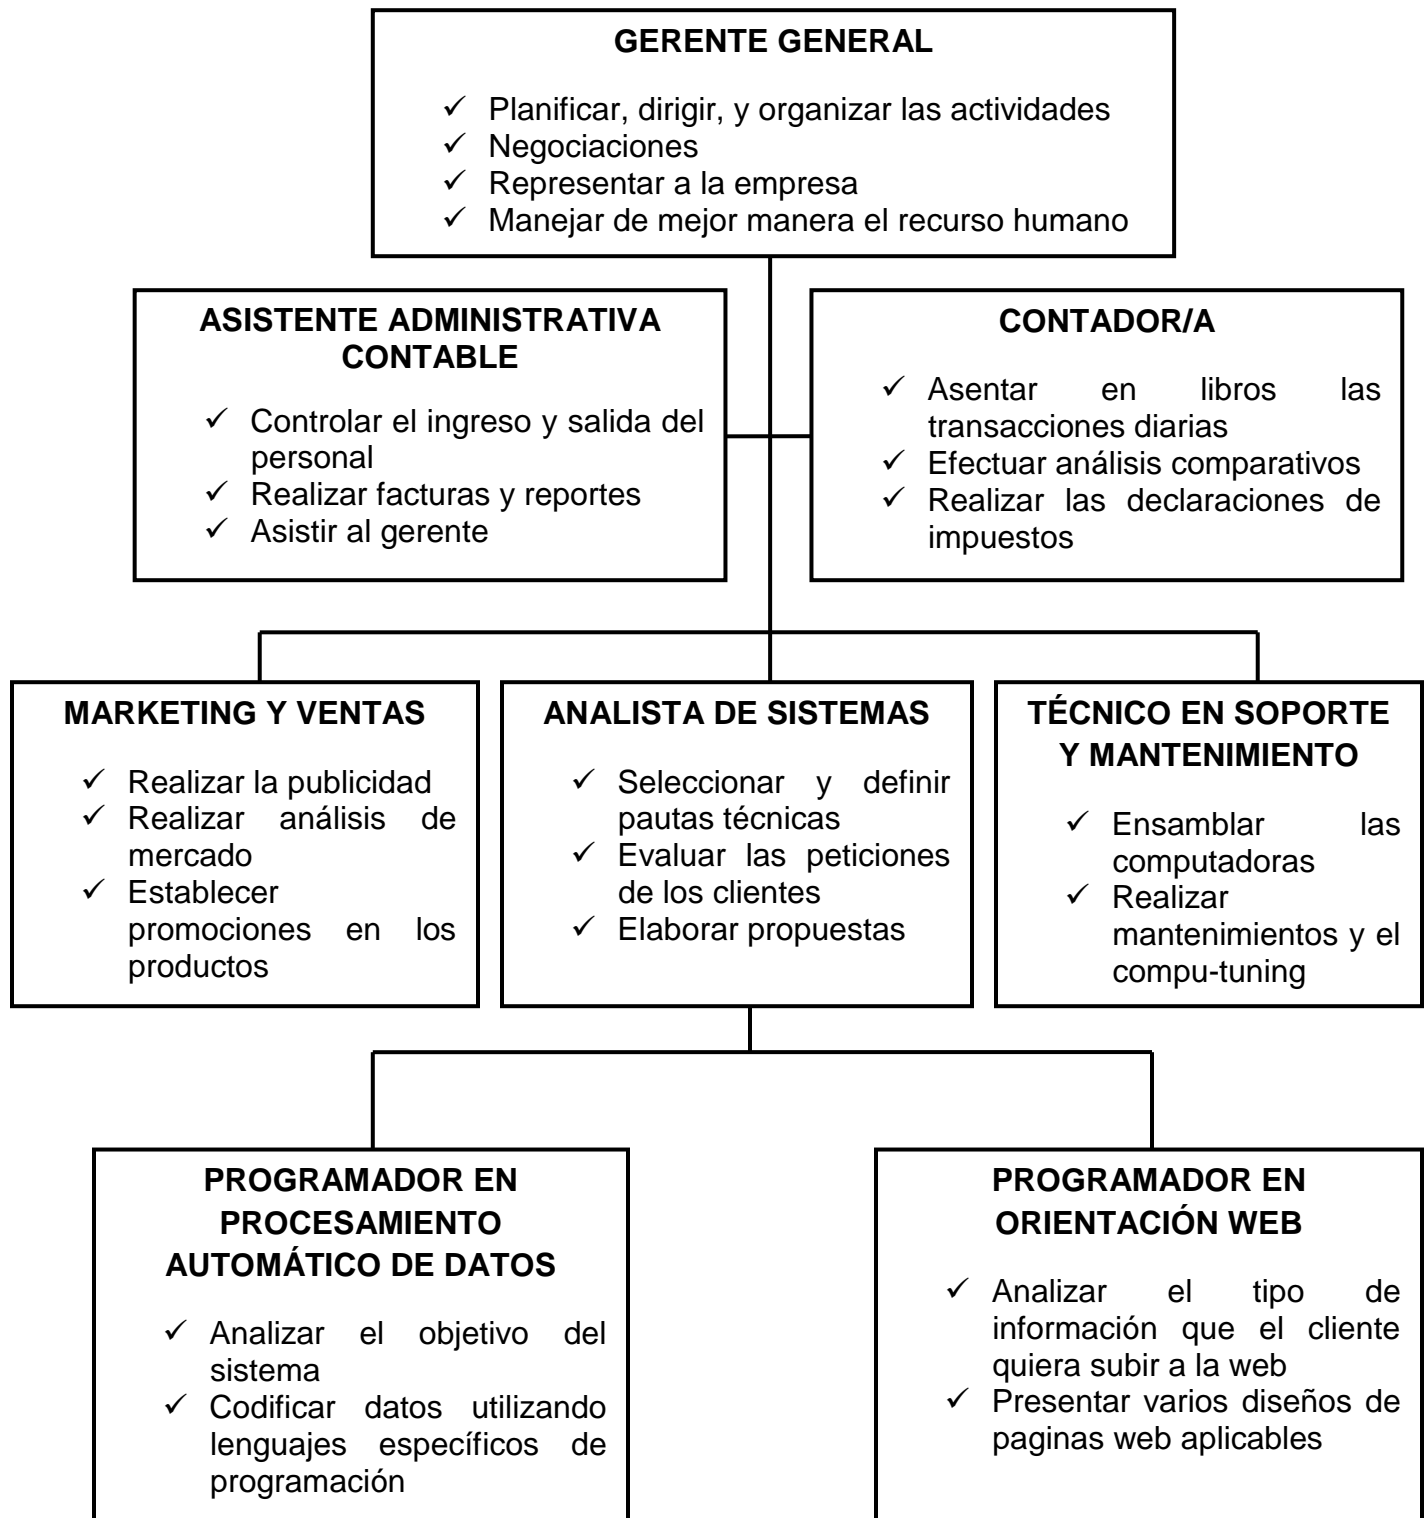 GERENTE GENERAL
✓ Planificar, dirigir, y organizar las actividades
✓ Negociaciones
✓ Representar a la empresa
✓ Manejar de mejor manera el recurso humano
ASISTENTE ADMINISTRATIVA
CONTABLE
✓ Controlar el ingreso y salida del
personal
✓ Realizar facturas y reportes
✓ Asistir al gerente
CONTADOR/A
✓ Asentar en libros las
transacciones diarias
✓ Efectuar análisis comparativos
✓ Realizar las declaraciones de
impuestos
MARKETING Y VENTAS
✓ Realizar la publicidad
✓ Realizar análisis de
mercado
✓ Establecer
promociones en los
productos
ANALISTA DE SISTEMAS
✓ Seleccionar y definir
pautas técnicas
✓ Evaluar las peticiones
de los clientes
✓ Elaborar propuestas
TÉCNICO EN SOPORTE
Y MANTENIMIENTO
✓ Ensamblar las
computadoras
✓ Realizar
mantenimientos y el
compu-tuning
PROGRAMADOR EN
PROCESAMIENTO
AUTOMÁTICO DE DATOS
✓ Analizar el objetivo del
sistema
✓ Codificar datos utilizando
lenguajes específicos de
programación
PROGRAMADOR EN
ORIENTACIÓN WEB
✓ Analizar el tipo de
información que el cliente
quiera subir a la web
✓ Presentar varios diseños de
paginas web aplicables